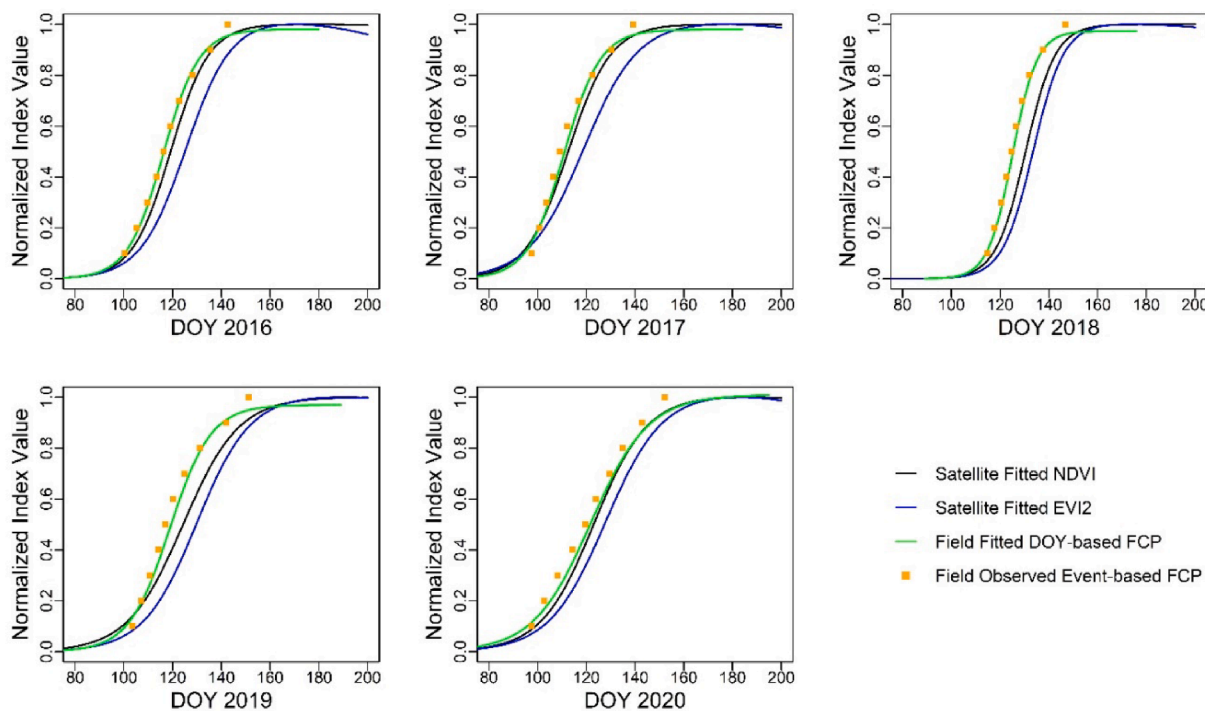 Normalized Index Value
0.0 0.2 0.4 0.6 0.8 1.0
80 100 120 140 160 180 200
DOY 2016
Normalized Index Value
0.0 0.2 0.4 0.6 0.8 1.0
80 100 120 140 160 180 200
DOY 2017
Normalized Index Value
0.0 0.2 0.4 0.6 0.8 1.0
80 100 120 140 160 180 200
DOY 2018
Normalized Index Value
0.0 0.2 0.4 0.6 0.8 1.0
80 100 120 140 160 180 200
DOY 2019
Normalized Index Value
0.0 0.2 0.4 0.6 0.8 1.0
80 100 120 140 160 180 200
DOY 2020
Satellite Fitted NDVI
Satellite Fitted EVI2
Field Fitted DOY-based FCP
Field Observed Event-based FCP